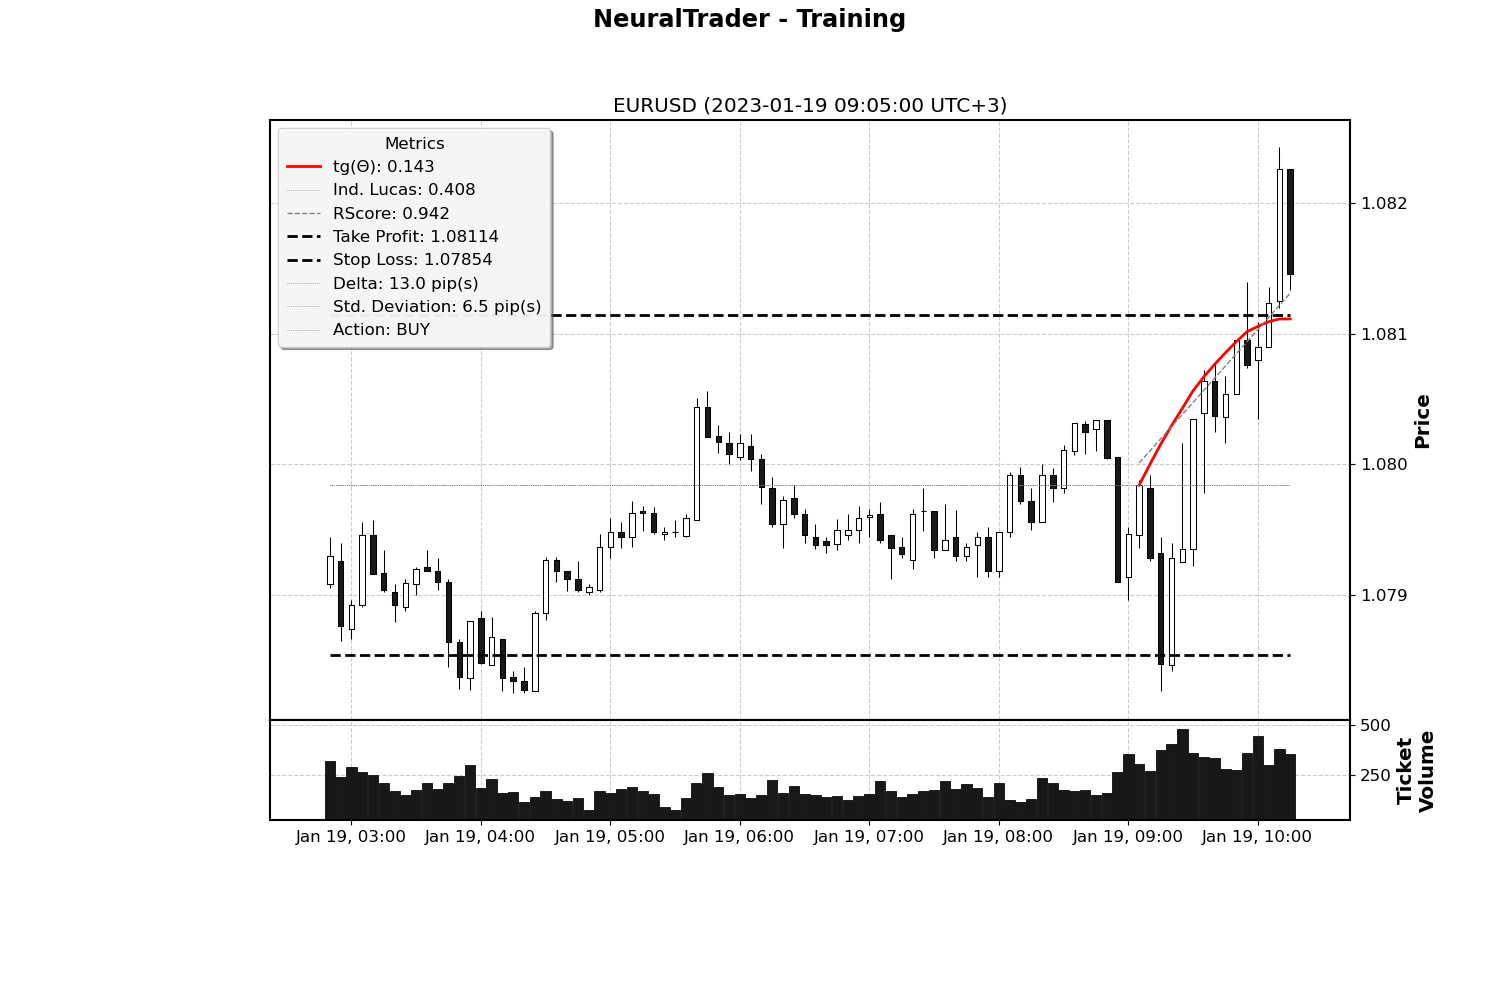 NeuralTrader - Training
EURUSD (2023-01-19 09:05:00 UTC+3)
Metrics
tg(Θ): 0.143
Ind. Lucas: 0.408
RScore: 0.942
Take Profit: 1.08114
Stop Loss: 1.07854
Delta: 13.0 pip(s)
Std. Deviation: 6.5 pip(s)
Action: BUY
1.082
1.081
1.080
1.079
Price
500
250
Ticket
Volume
Jan 19, 03:00
Jan 19, 04:00
Jan 19, 05:00
Jan 19, 06:00
Jan 19, 07:00
Jan 19, 08:00
Jan 19, 09:00
Jan 19, 10:00